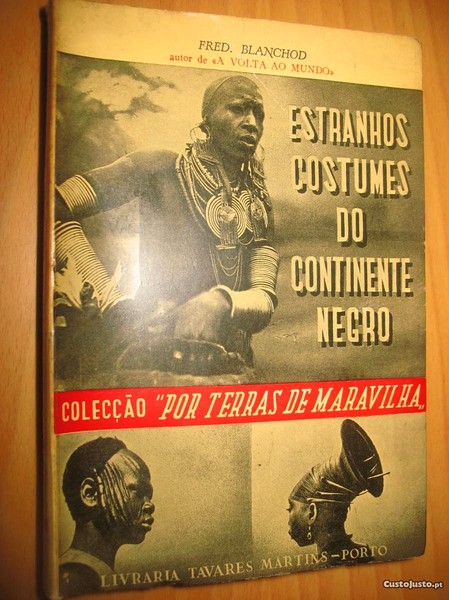 FRED. BLANCHOD
autor de «A VOLTA AO MUNDO»
ESTRANHOS
COSTUMES
DO
CONTINENTE
NEGRO
COLECÇÃO "POR TERRAS DE MARAVILHA„
LIVRARIA TAVARES MARTINS—PORTO
CustoJusto.pt